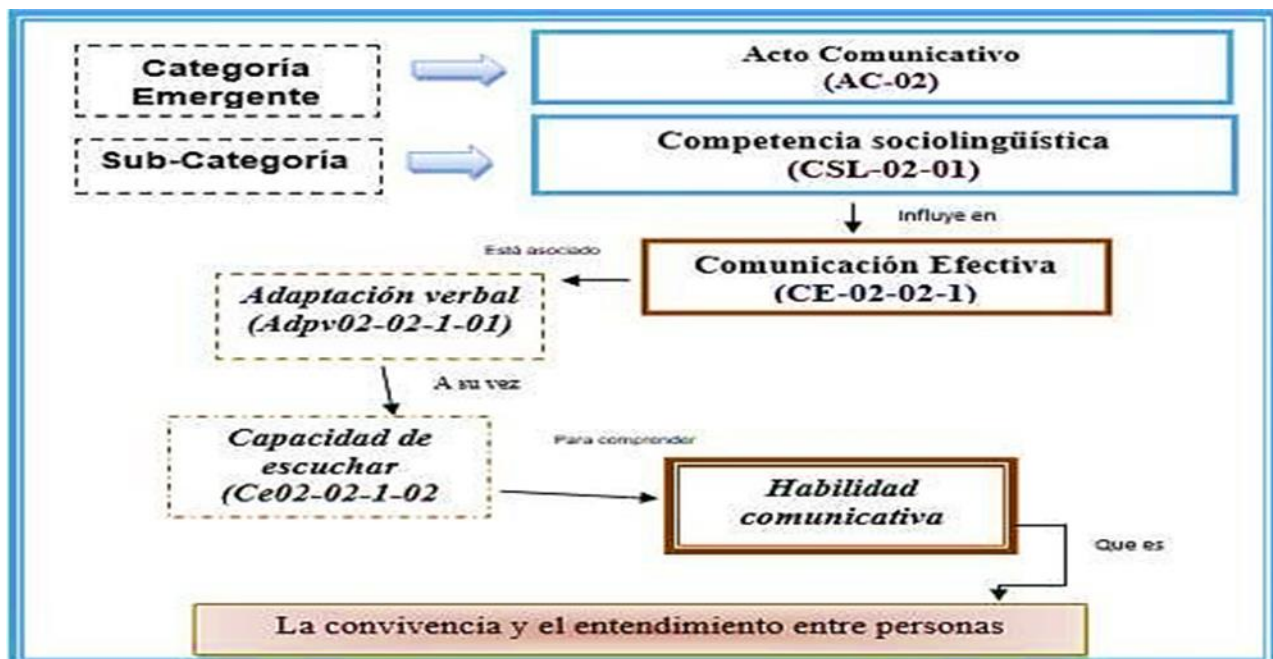 Categoría
Emergente
Acto Comunicativo
(AC-02)
Sub-Categoría
Competencia sociolingüística
(CSL-02-01)
Influye en
Comunicación Efectiva
(CE-02-02-1)
Está asociado
Adaptación verbal
(Adpv02-02-1-01)
A su vez
Capacidad de
escuchar
(Ce02-02-1-02
Para comprender
Habilidad
comunicativa
Que es
La convivencia y el entendimiento entre personas